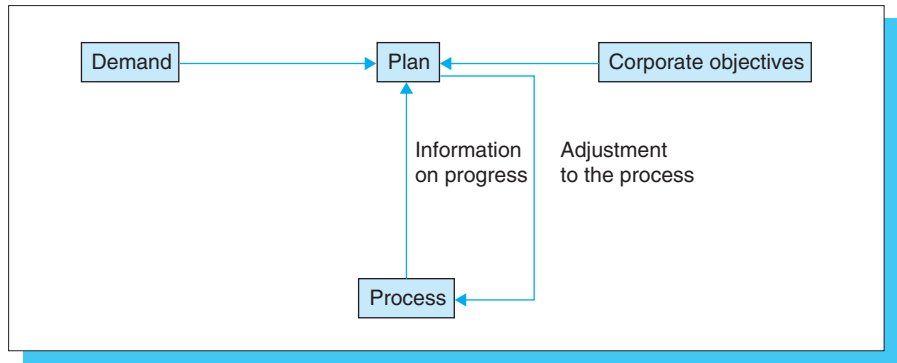 Demand
Plan
Corporate objectives
Information
on progress
Adjustment
to the process
Process